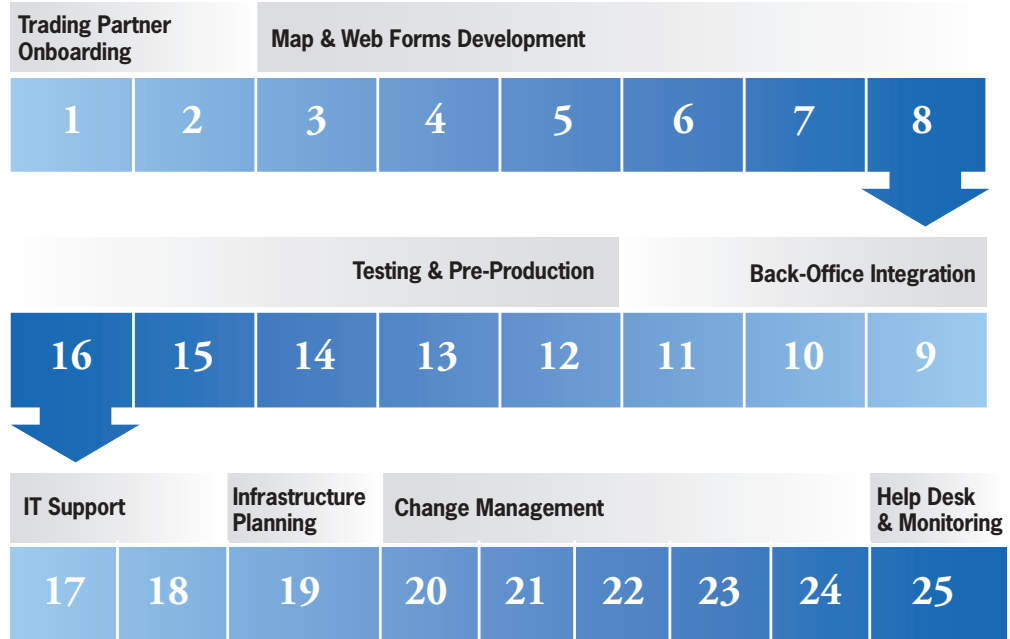 Trading Partner
Onboarding
Map & Web Forms Development
1 2 3 4 5 6 7 8
Testing & Pre-Production
Back-Office Integration
16 15 14 13 12 11 10 9
IT Support
Infrastructure
Planning
Change Management
Help Desk
& Monitoring
17 18 19 20 21 22 23 24 25